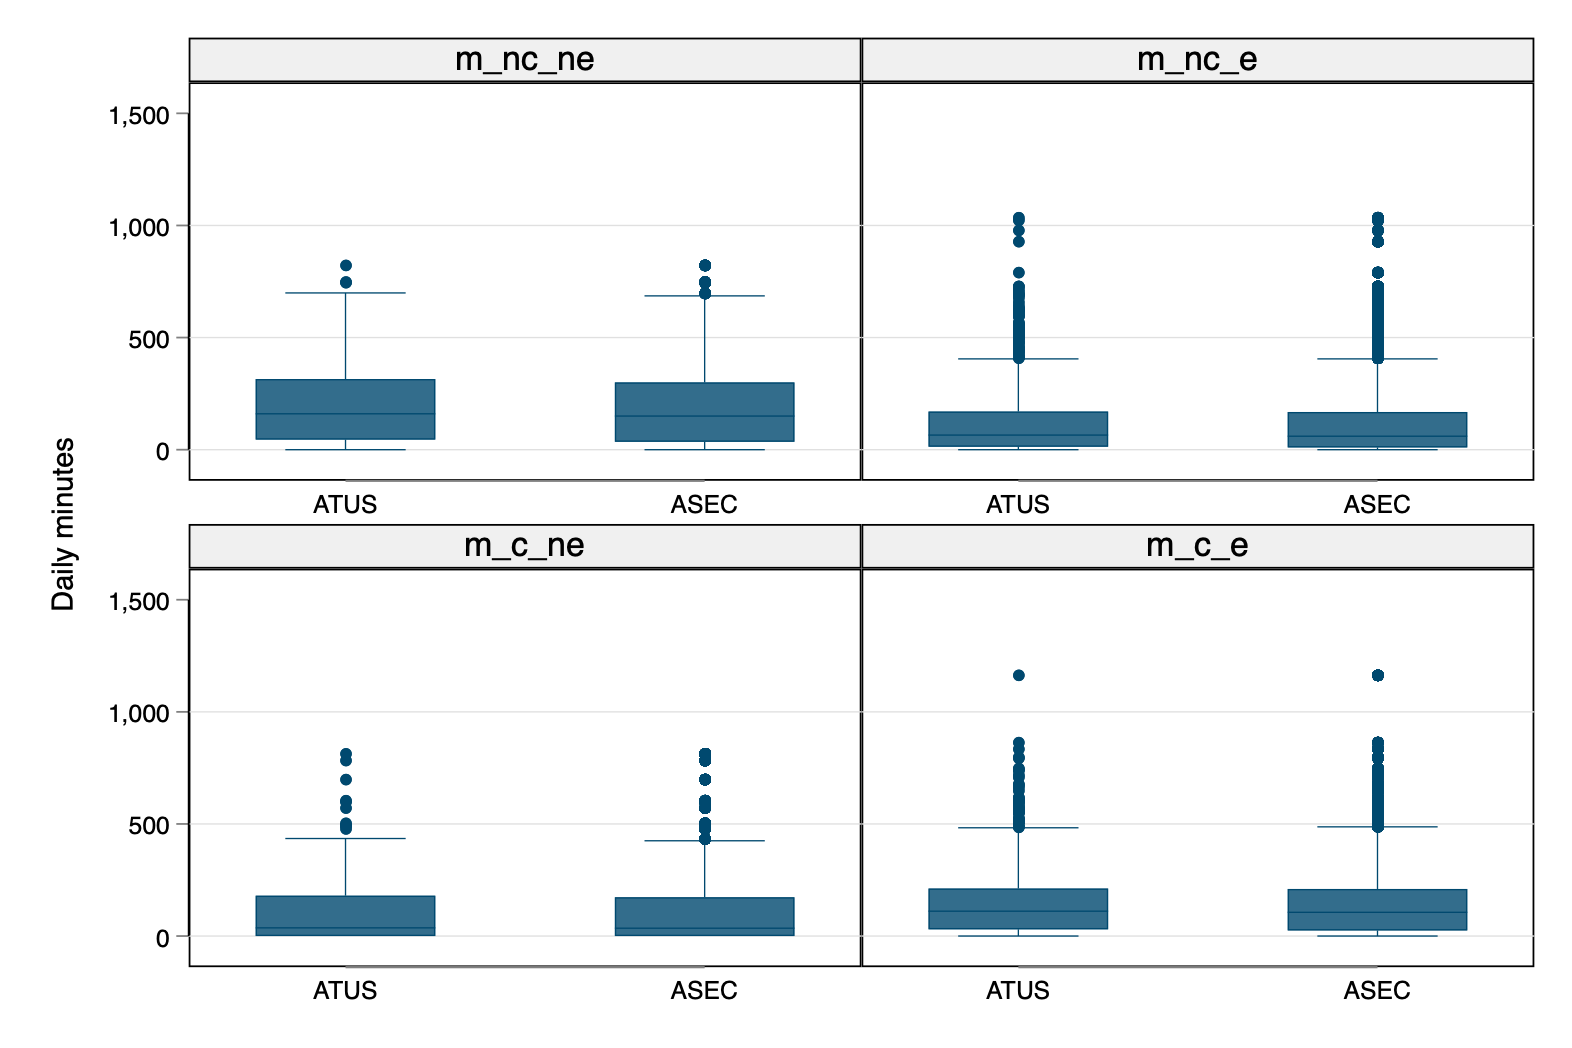 m_nc_ne
m_nc_e
1,500
1,000
500
0
ATUS
ASEC
ATUS
ASEC
Daily minutes
m_c_ne
m_c_e
1,500
1,000
500
0
ATUS
ASEC
ATUS
ASEC